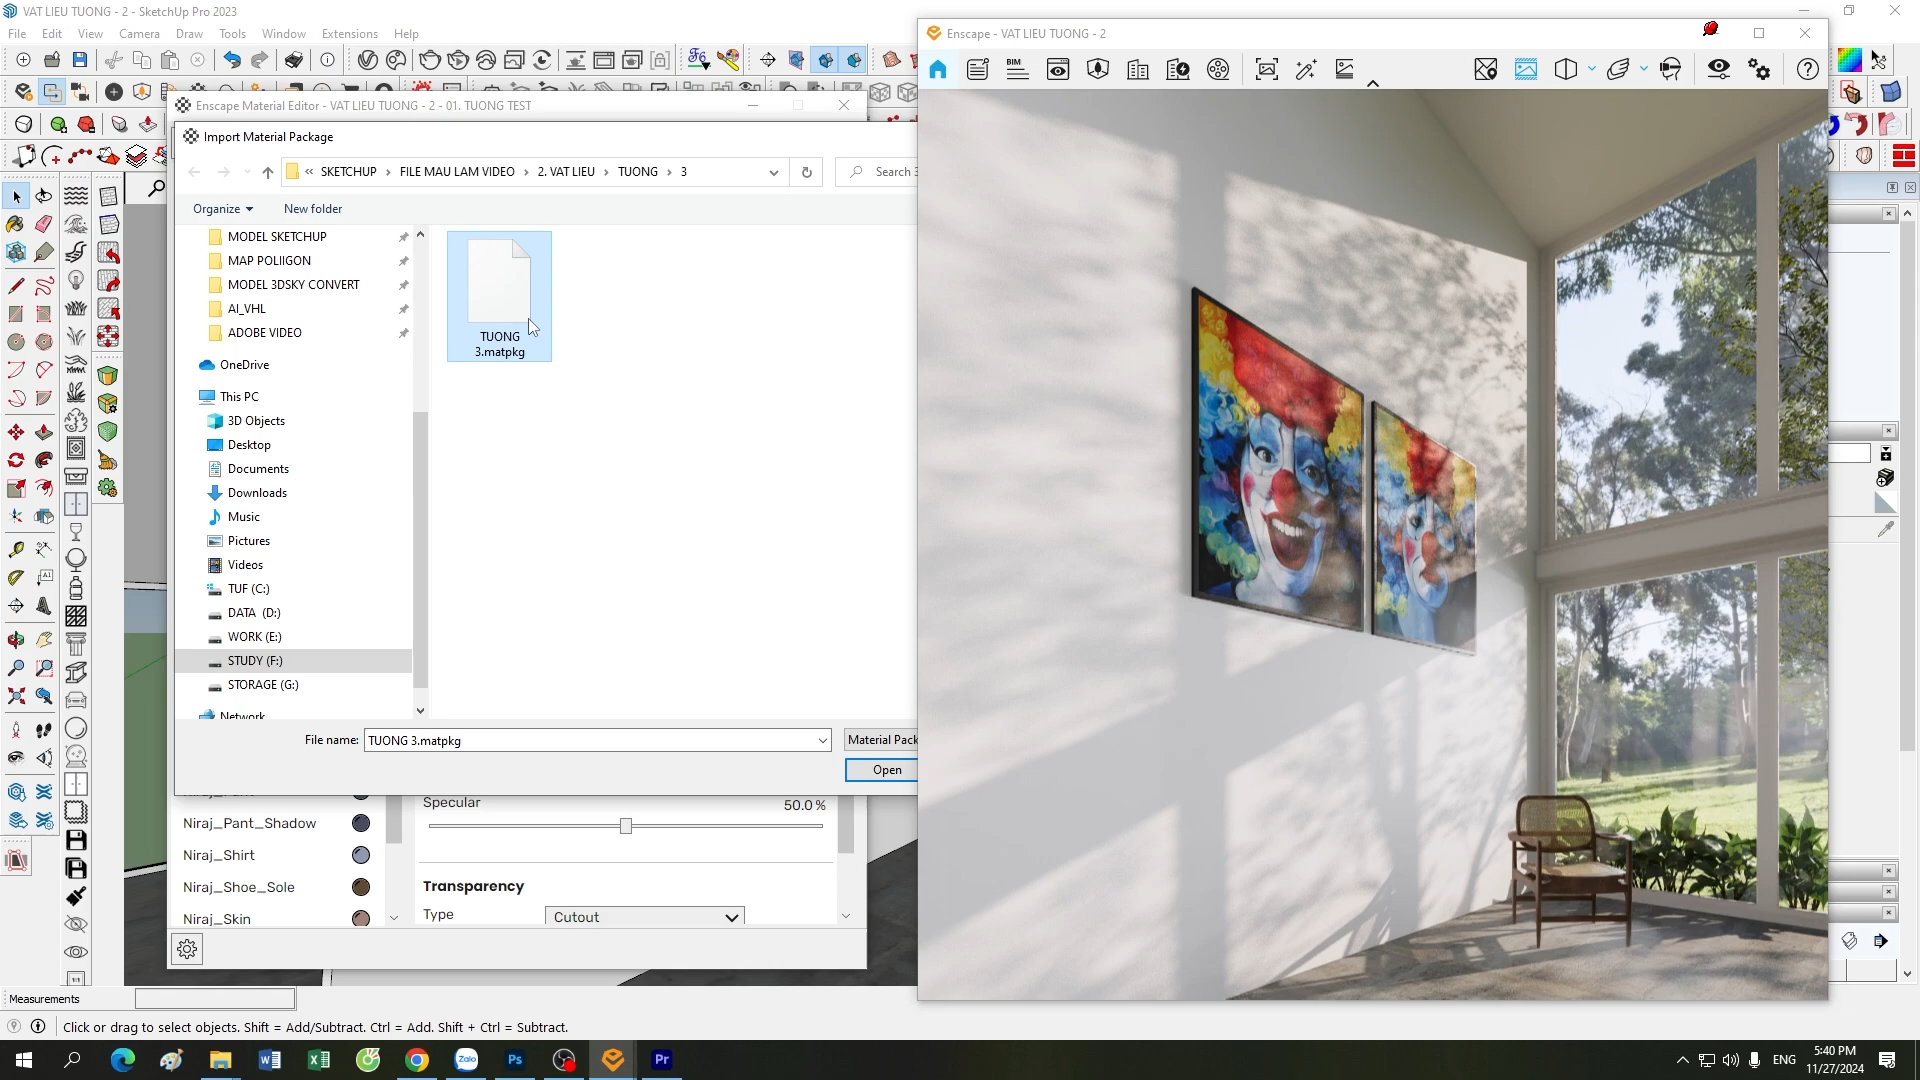 VAT LIEU TUONG - 2 - SketchUp Pro 2023
File Edit View Camera Draw Tools Window Extensions Help
Enscape - VAT LIEU TUONG - 2
BIM
Enscape Material Editor - VAT LIEU TUONG - 2 - 01. TUONG TEST
Import Material Package
« SKETCHUP › FILE MAU LAM VIDEO › 2. VAT LIEU › TUONG › 3
Search 3
Organize
New folder
MODEL SKETCHUP
MAP POLIIGON
MODEL 3DSKY CONVERT
AI_VHL
ADOBE VIDEO
OneDrive
This PC
3D Objects
Desktop
Documents
Downloads
Music
Pictures
Videos
TUF (C:)
DATA (D:)
WORK (E:)
STUDY (F:)
STORAGE (G:)
Network
TUONG
3.matpkg
File name: TUONG 3.matpkg
Material Pack
Open
Niraj_Pant_Shadow
Niraj_Shirt
Niraj_Shoe_Sole
Niraj_Skin
Specular
50.0 %
Transparency
Type
Cutout
Measurements
Click or drag to select objects. Shift = Add/Subtract. Ctrl = Add. Shift + Ctrl = Subtract.
Zalo
Ps
Pr
ENG
5:40 PM
11/27/2024